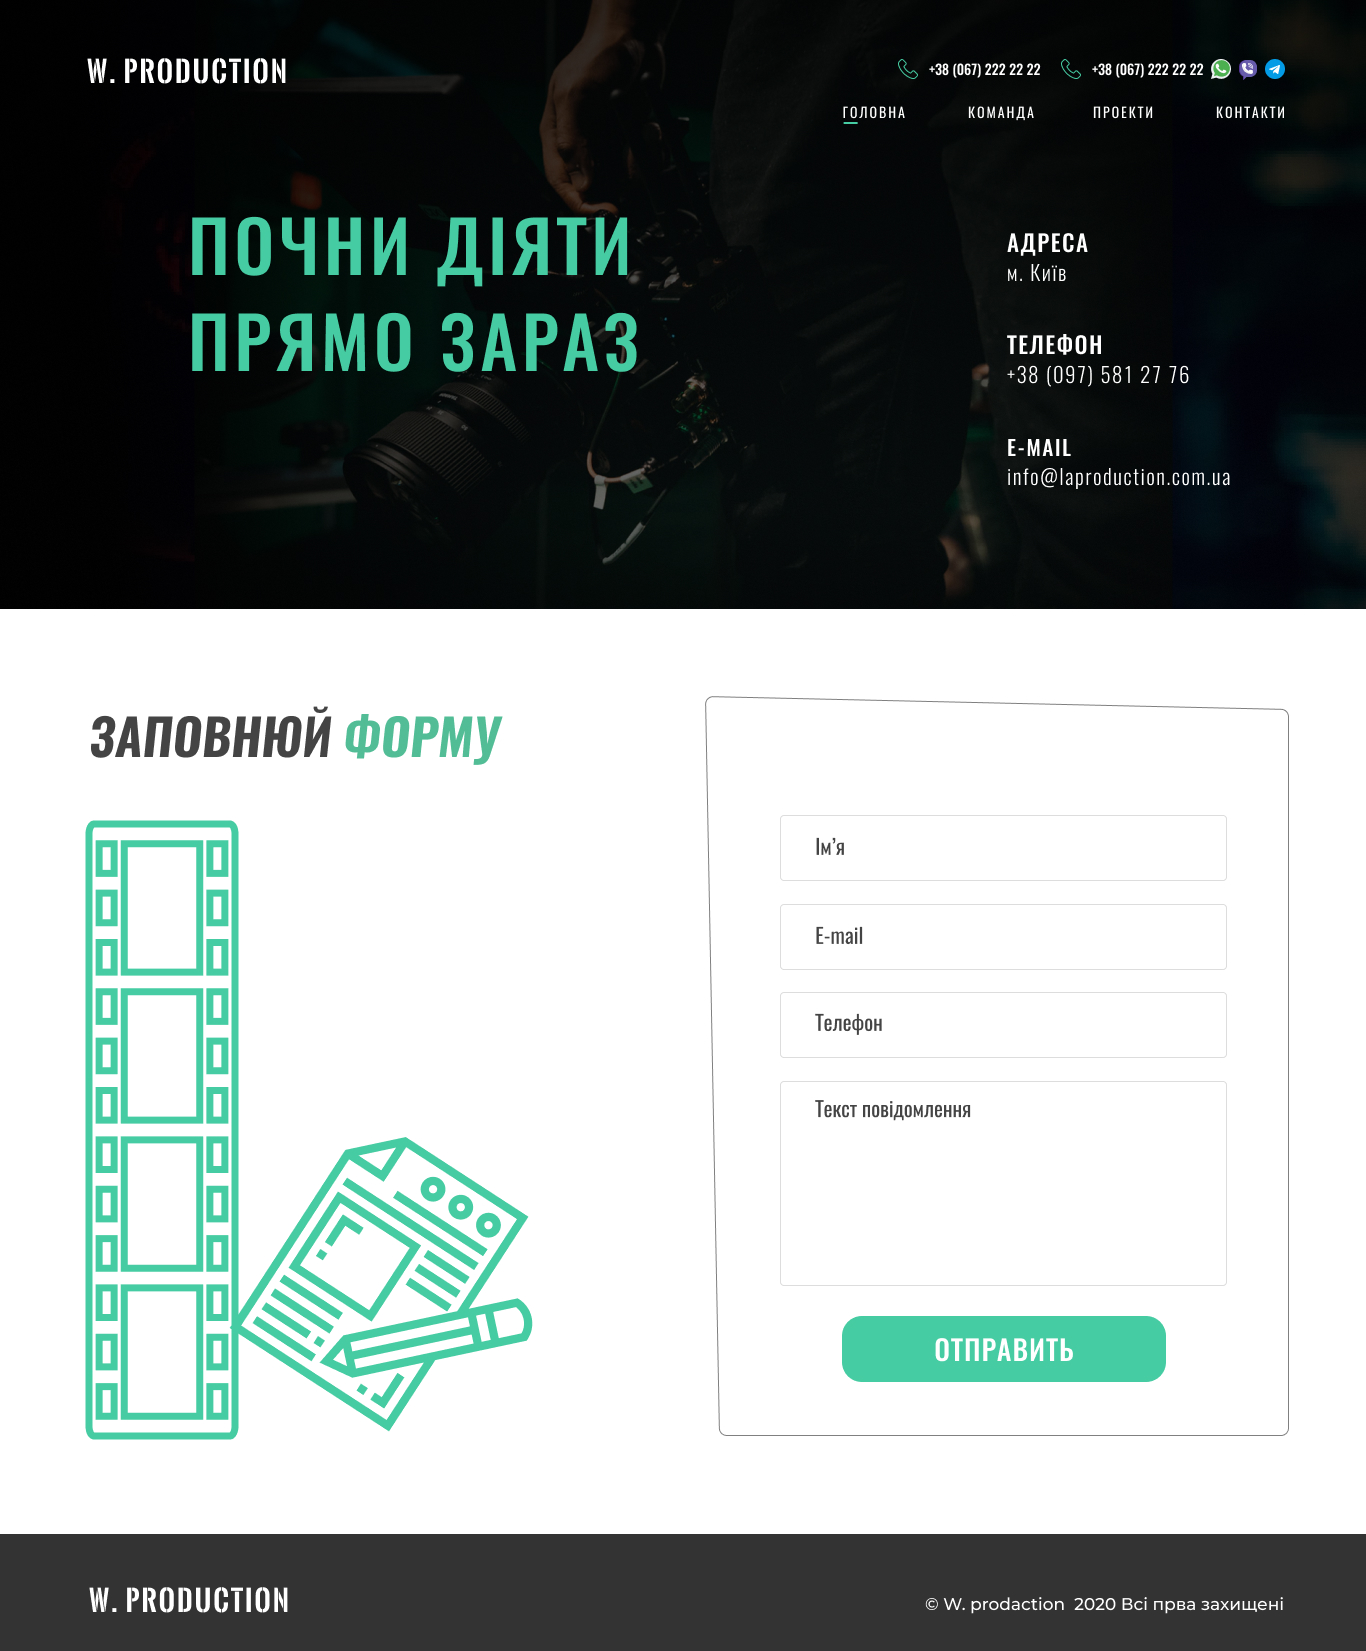 W. PRODUCTION
+38 (067) 222 22 22 +38 (067) 222 22 22
ГОЛОВНА КОМАНДА ПРОЕКТИ КОНТАКТИ
ПОЧНИ ДІЯТИ
ПРЯМО ЗАРАЗ
АДРЕСА
м. Київ
ТЕЛЕФОН
+38 (097) 581 27 76
E-MAIL
info@laproduction.com.ua
ЗАПОВНЮЙ ФОРМУ
Ім’я
E-mail
Телефон
Текст повідомлення
ОТПРАВИТЬ
W. PRODUCTION
© W. prodaction 2020 Всі прва захищені